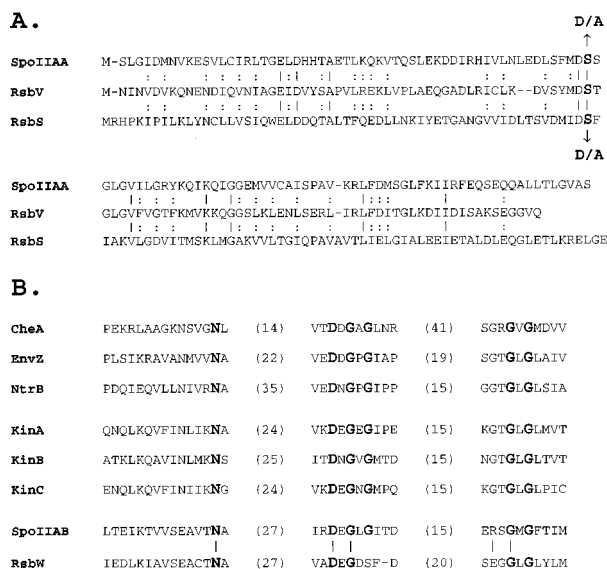 A.
D/A
↑
SpoIIAA M-SLGIDMNVKESVLCIRLTGELDHHTAETLKQKVTQSLEKDDIRHIVLNLEDLSFMDSS
RsbV M-NINVDVKQNENDIQVNIAGEIDVYSAPVLREKLVPLAEQGADLRICLK--DVSYMDST
RsbS MRHPKIPILKLYNCLLVSIQWELDDQTALTFQEDLLNKIYETGANGVVIDLTSVDMIDSF
↓
D/A
SpoIIAA GLGVILGRYKQIKQIGGEMVVCAISPAV-KRLFDMSGLFKIIRFEQSEQQALLTLGVAS
RsbV GLGVFVGTFKMVKKQGGSLKLENLSERL-IRLFDITGLKDIIDISAKSEGGVQ
RsbS IAKVLGDVITMSKLMGAKVVLTGIQPAVAVTLIELGIALEEIETALDLEQGLETLKRELGE
B.
CheA PEKRLAAGKNSVGNL (14) VTDDGAGLNR (41) SGRGVGMDVV
EnvZ PLSIKRAVANMVVNA (22) VEDDGPGIAP (19) SGTGLGLAIV
NtrB PDQIEQVLLNIVRNA (35) VEDNGPGIPP (15) GGTGLGLSIA
KinA QNQLKQVFINLIKNA (24) VKDEGEGIPE (15) KGTGLGLMVT
KinB ATKLKQAVINLMKNS (25) ITDNGVGMTD (15) NGTGLGLTVT
KinC ENQLKQVFINIIKNG (24) VKDEGNGMPQ (15) KGTGLGLPIC
SpoIIAB LTEIKTVVSEAVTNA (27) IRDEGLGITD (15) ERSGMGFTIM
RsbW IEDLKIAVSEACTNA (27) VADEGDSF-D (20) SEGGLGLYLM